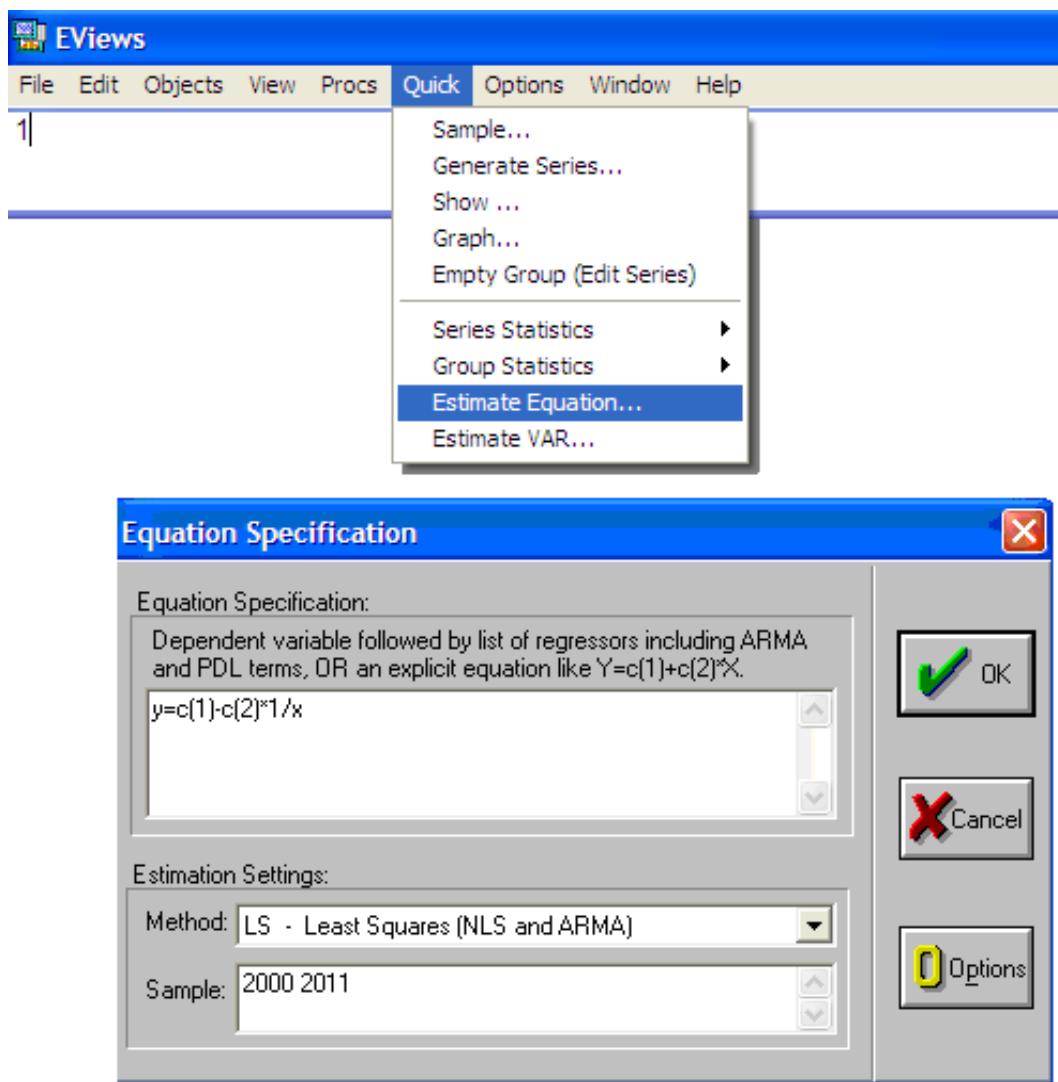 EViews
File Edit Objects View Procs Quick Options Window Help
1
Sample...
Generate Series...
Show ...
Graph...
Empty Group (Edit Series)
Series Statistics
Group Statistics
Estimate Equation...
Estimate VAR...
Equation Specification
Equation Specification:
Dependent variable followed by list of regressors including ARMA
and PDL terms, OR an explicit equation like Y=c(1)+c(2)*X.
y=c(1)-c(2)*1/x
OK
Cancel
Estimation Settings:
Method: LS - Least Squares (NLS and ARMA)
Sample: 2000 2011
Options